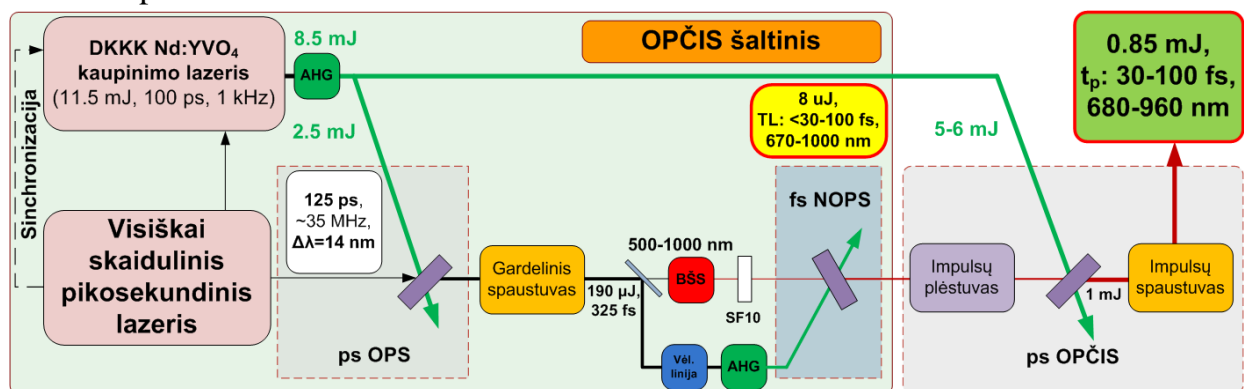 DKKK Nd:YVO₄
kaupinimo lazeris
(11.5 mJ, 100 ps, 1 kHz)
8.5 mJ
AHG
OPČIS šaltinis
0.85 mJ,
tₚ: 30-100 fs,
680-960 nm
Sinchronizacija
2.5 mJ
8 uJ,
TL: <30-100 fs,
670-1000 nm
5-6 mJ
Visiškai
skaidulinis
pikosekundinis
lazeris
125 ps,
~35 MHz,
Δλ=14 nm
ps OPS
Gardelinis
spaustuvas
190 µJ,
325 fs
500-1000 nm
BŠS
SF10
Vėl.
linija
AHG
fs NOPS
Impulsų
plėstuvas
1 mJ
Impulsų
spaustuvas
ps OPČIS